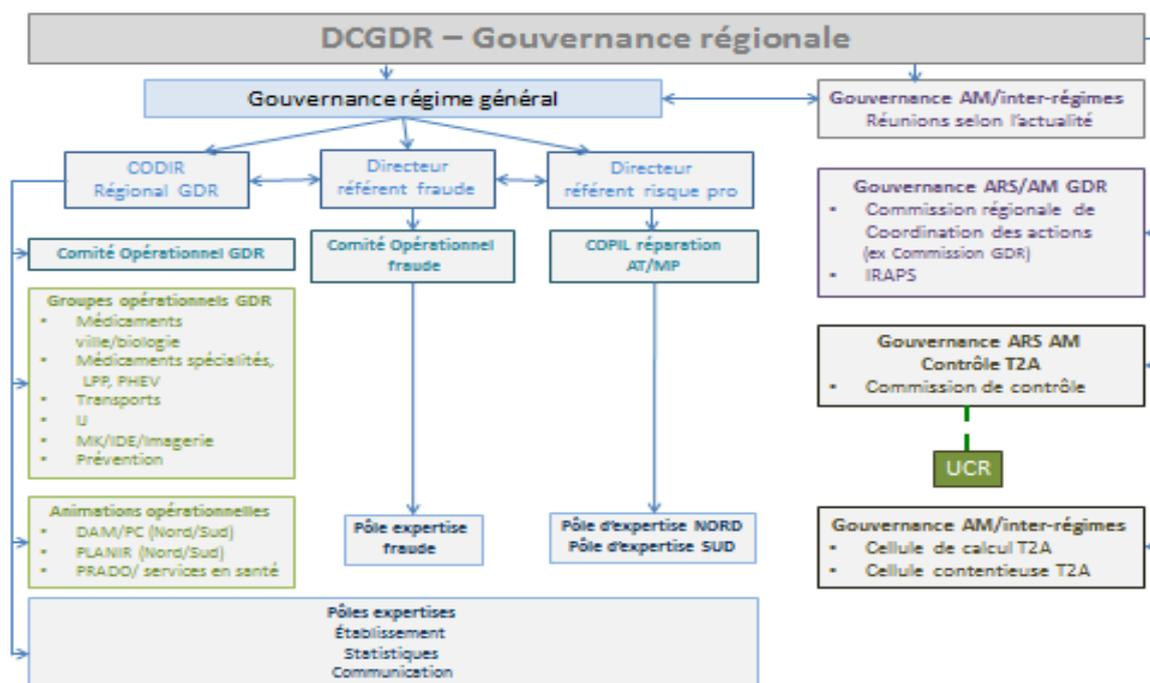 DCGDR – Gouvernance régionale
Gouvernance régime général
Gouvernance AM/inter-régimes
Réunions selon l'actualité
CODIR
Régional GDR
Directeur
référent fraude
Directeur
référent risque pro
Gouvernance ARS/AM GDR
• Commission régionale de
Coordination des actions
(ex Commission GDR)
• IRAPS
Comité Opérationnel GDR
Comité Opérationnel
fraude
COPIL réparation
AT/MP
Groupes opérationnels GDR
• Médicaments
ville/biologie
• Médicaments spécialités,
LPP, PHEV
• Transports
• IJ
• MK/IDE/Imagerie
• Prévention
Gouvernance ARS AM
Contrôle T2A
• Commission de contrôle
UCR
Animations opérationnelles
• DAM/PC (Nord/Sud)
• PLANIR (Nord/Sud)
• PRADO/ services en santé
Pôle expertise
fraude
Pôle d'expertise NORD
Pôle d'expertise SUD
Gouvernance AM/inter-régimes
• Cellule de calcul T2A
• Cellule contentieuse T2A
Pôles expertises
Établissement
Statistiques
Communication